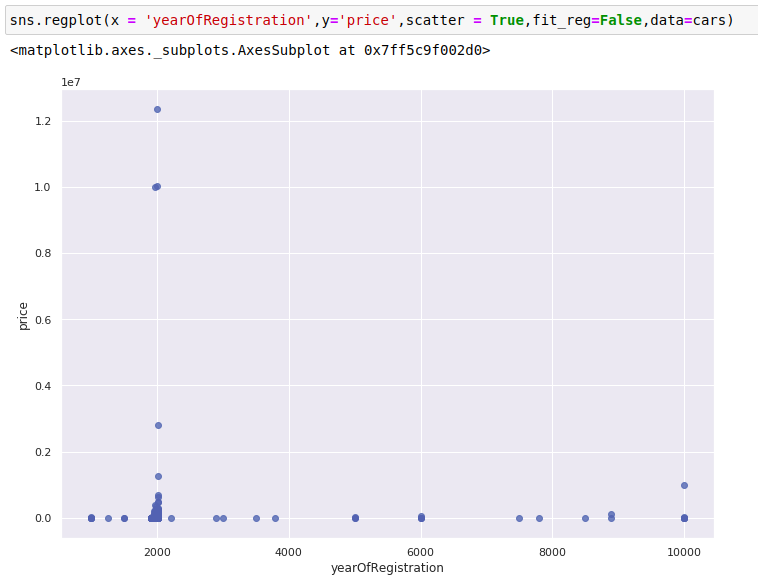 sns.regplot(x = 'yearOfRegistration',y='price',scatter = True,fit_reg=False,data=cars)
<matplotlib.axes._subplots.AxesSubplot at 0x7ff5c9f002d0>
1e7
1.2
1.0
0.8
0.6
0.4
0.2
0.0
price
2000 4000 6000 8000 10000
yearOfRegistration